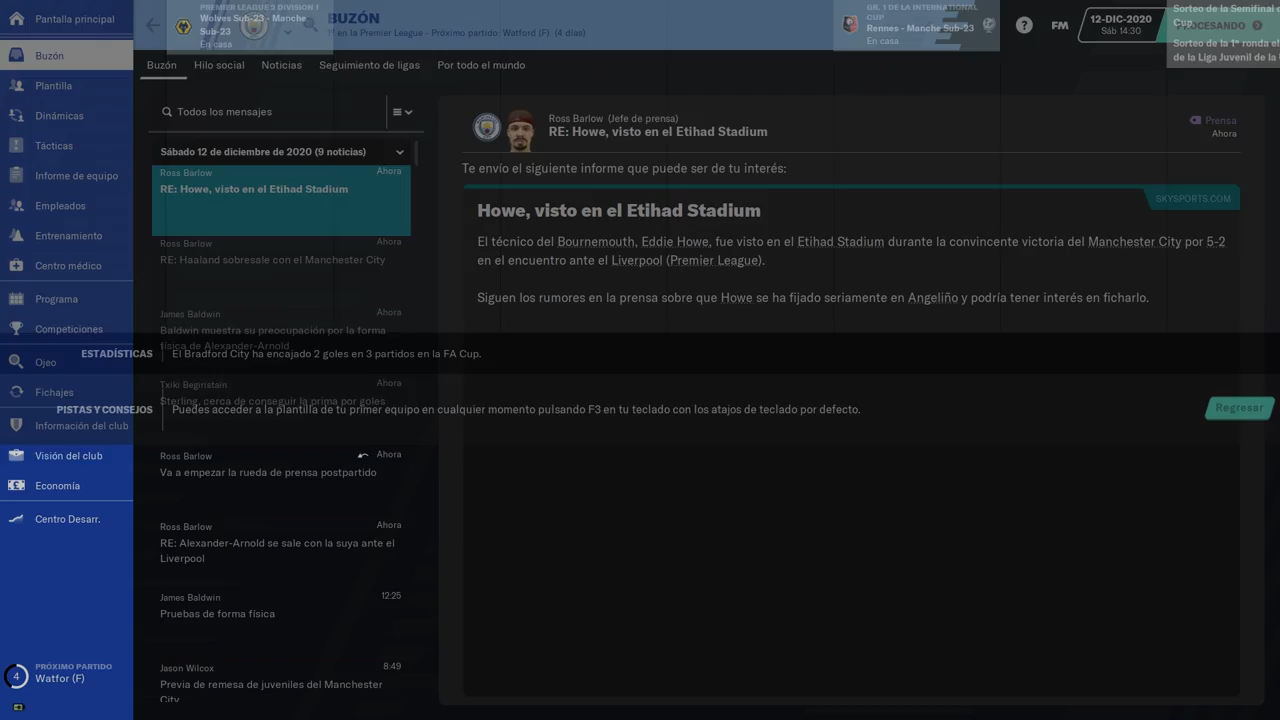 Pantalla principal
Buzón
Plantilla
Dinámicas
Tácticas
Informe de equipo
Empleados
Entrenamiento
Centro médico
Programa
Competiciones
Ojeo
Fichajes
Información del club
Visión del club
Economía
Centro Desarr.
PRÓXIMO PARTIDO
4
Watfor (F)
PREMIER LEAGUE 2 DIVISION 1
Wolves Sub-23 - Manche
Sub-23
En casa
BUZÓN
1º en la Premier League - Próximo partido: Watford (F) (4 días)
GR. 1 DE LA INTERNATIONAL
CUP
Rennes - Manche Sub-23
En casa
?
FM
12-DIC-2020
Sáb 14:30
Sorteo de la Semifinal
Cup
PROCESANDO
Sorteo de la 1ª ronda el
de la Liga Juvenil de la
Buzón
Hilo social
Noticias
Seguimiento de ligas
Por todo el mundo
Todos los mensajes
Sábado 12 de diciembre de 2020 (9 noticias)
Ross Barlow
Ahora
RE: Howe, visto en el Etihad Stadium
Ross Barlow
Ahora
RE: Haaland sobresale con el Manchester City
James Baldwin
Ahora
Baldwin muestra su preocupación por la forma
física de Alexander-Arnold
Txiki Begiristain
Ahora
Sterling, cerca de conseguir la prima por goles
Ross Barlow
Ahora
Va a empezar la rueda de prensa postpartido
Ross Barlow
Ahora
RE: Alexander-Arnold se sale con la suya ante el
Liverpool
James Baldwin
12:25
Pruebas de forma física
Jason Wilcox
8:49
Previa de remesa de juveniles del Manchester
City
Ross Barlow (Jefe de prensa)
RE: Howe, visto en el Etihad Stadium
Prensa
Ahora
Te envío el siguiente informe que puede ser de tu interés:
SKYSPORTS.COM
Howe, visto en el Etihad Stadium
El técnico del Bournemouth, Eddie Howe, fue visto en el Etihad Stadium durante la convincente victoria del Manchester City por 5-2
en el encuentro ante el Liverpool (Premier League).
Siguen los rumores en la prensa sobre que Howe se ha fijado seriamente en Angeliño y podría tener interés en ficharlo.
ESTADÍSTICAS
El Bradford City ha encajado 2 goles en 3 partidos en la FA Cup.
PISTAS Y CONSEJOS
Puedes acceder a la plantilla de tu primer equipo en cualquier momento pulsando F3 en tu teclado con los atajos de teclado por defecto.
Regresar